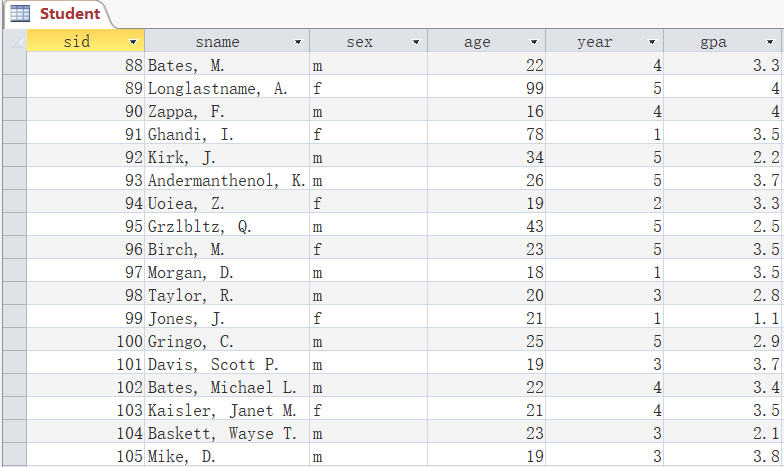 Student
sid sname sex age year gpa
88 Bates, M. m 22 4 3.3
89 Longlastname, A. f 99 5 4
90 Zappa, F. m 16 4 4
91 Ghandi, I. f 78 1 3.5
92 Kirk, J. m 34 5 2.2
93 Andermanthenol, K. m 26 5 3.7
94 Uoiea, Z. f 19 2 3.3
95 Grzlbltz, Q. m 43 5 2.5
96 Birch, M. f 23 5 3.5
97 Morgan, D. m 18 1 3.5
98 Taylor, R. m 20 3 2.8
99 Jones, J. f 21 1 1.1
100 Gringo, C. m 25 5 2.9
101 Davis, Scott P. m 19 3 3.7
102 Bates, Michael L. m 22 4 3.4
103 Kaisler, Janet M. f 21 4 3.5
104 Baskett, Wayse T. m 23 3 2.1
105 Mike, D. m 19 3 3.8